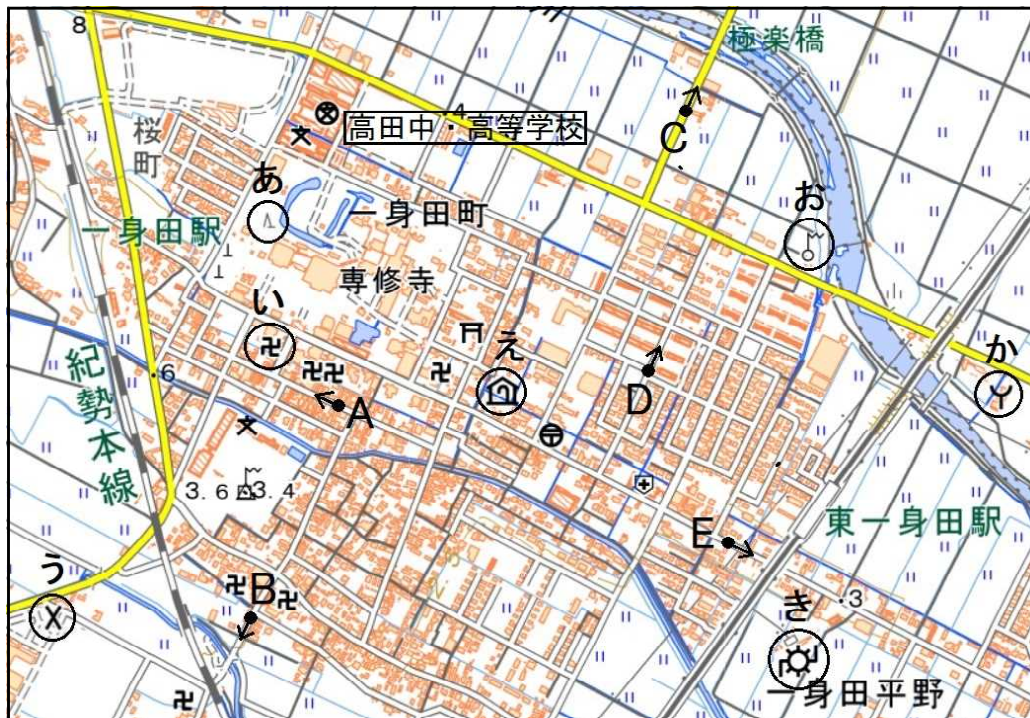 8
極楽橋
4
高田中・高等学校
C
桜町
あ
お
一身田駅
一身田町
い
専修寺
え
か
紀勢本線
6
D
A
3.6
3.4
東一身田駅
う
E
B
3
き
一身田平野